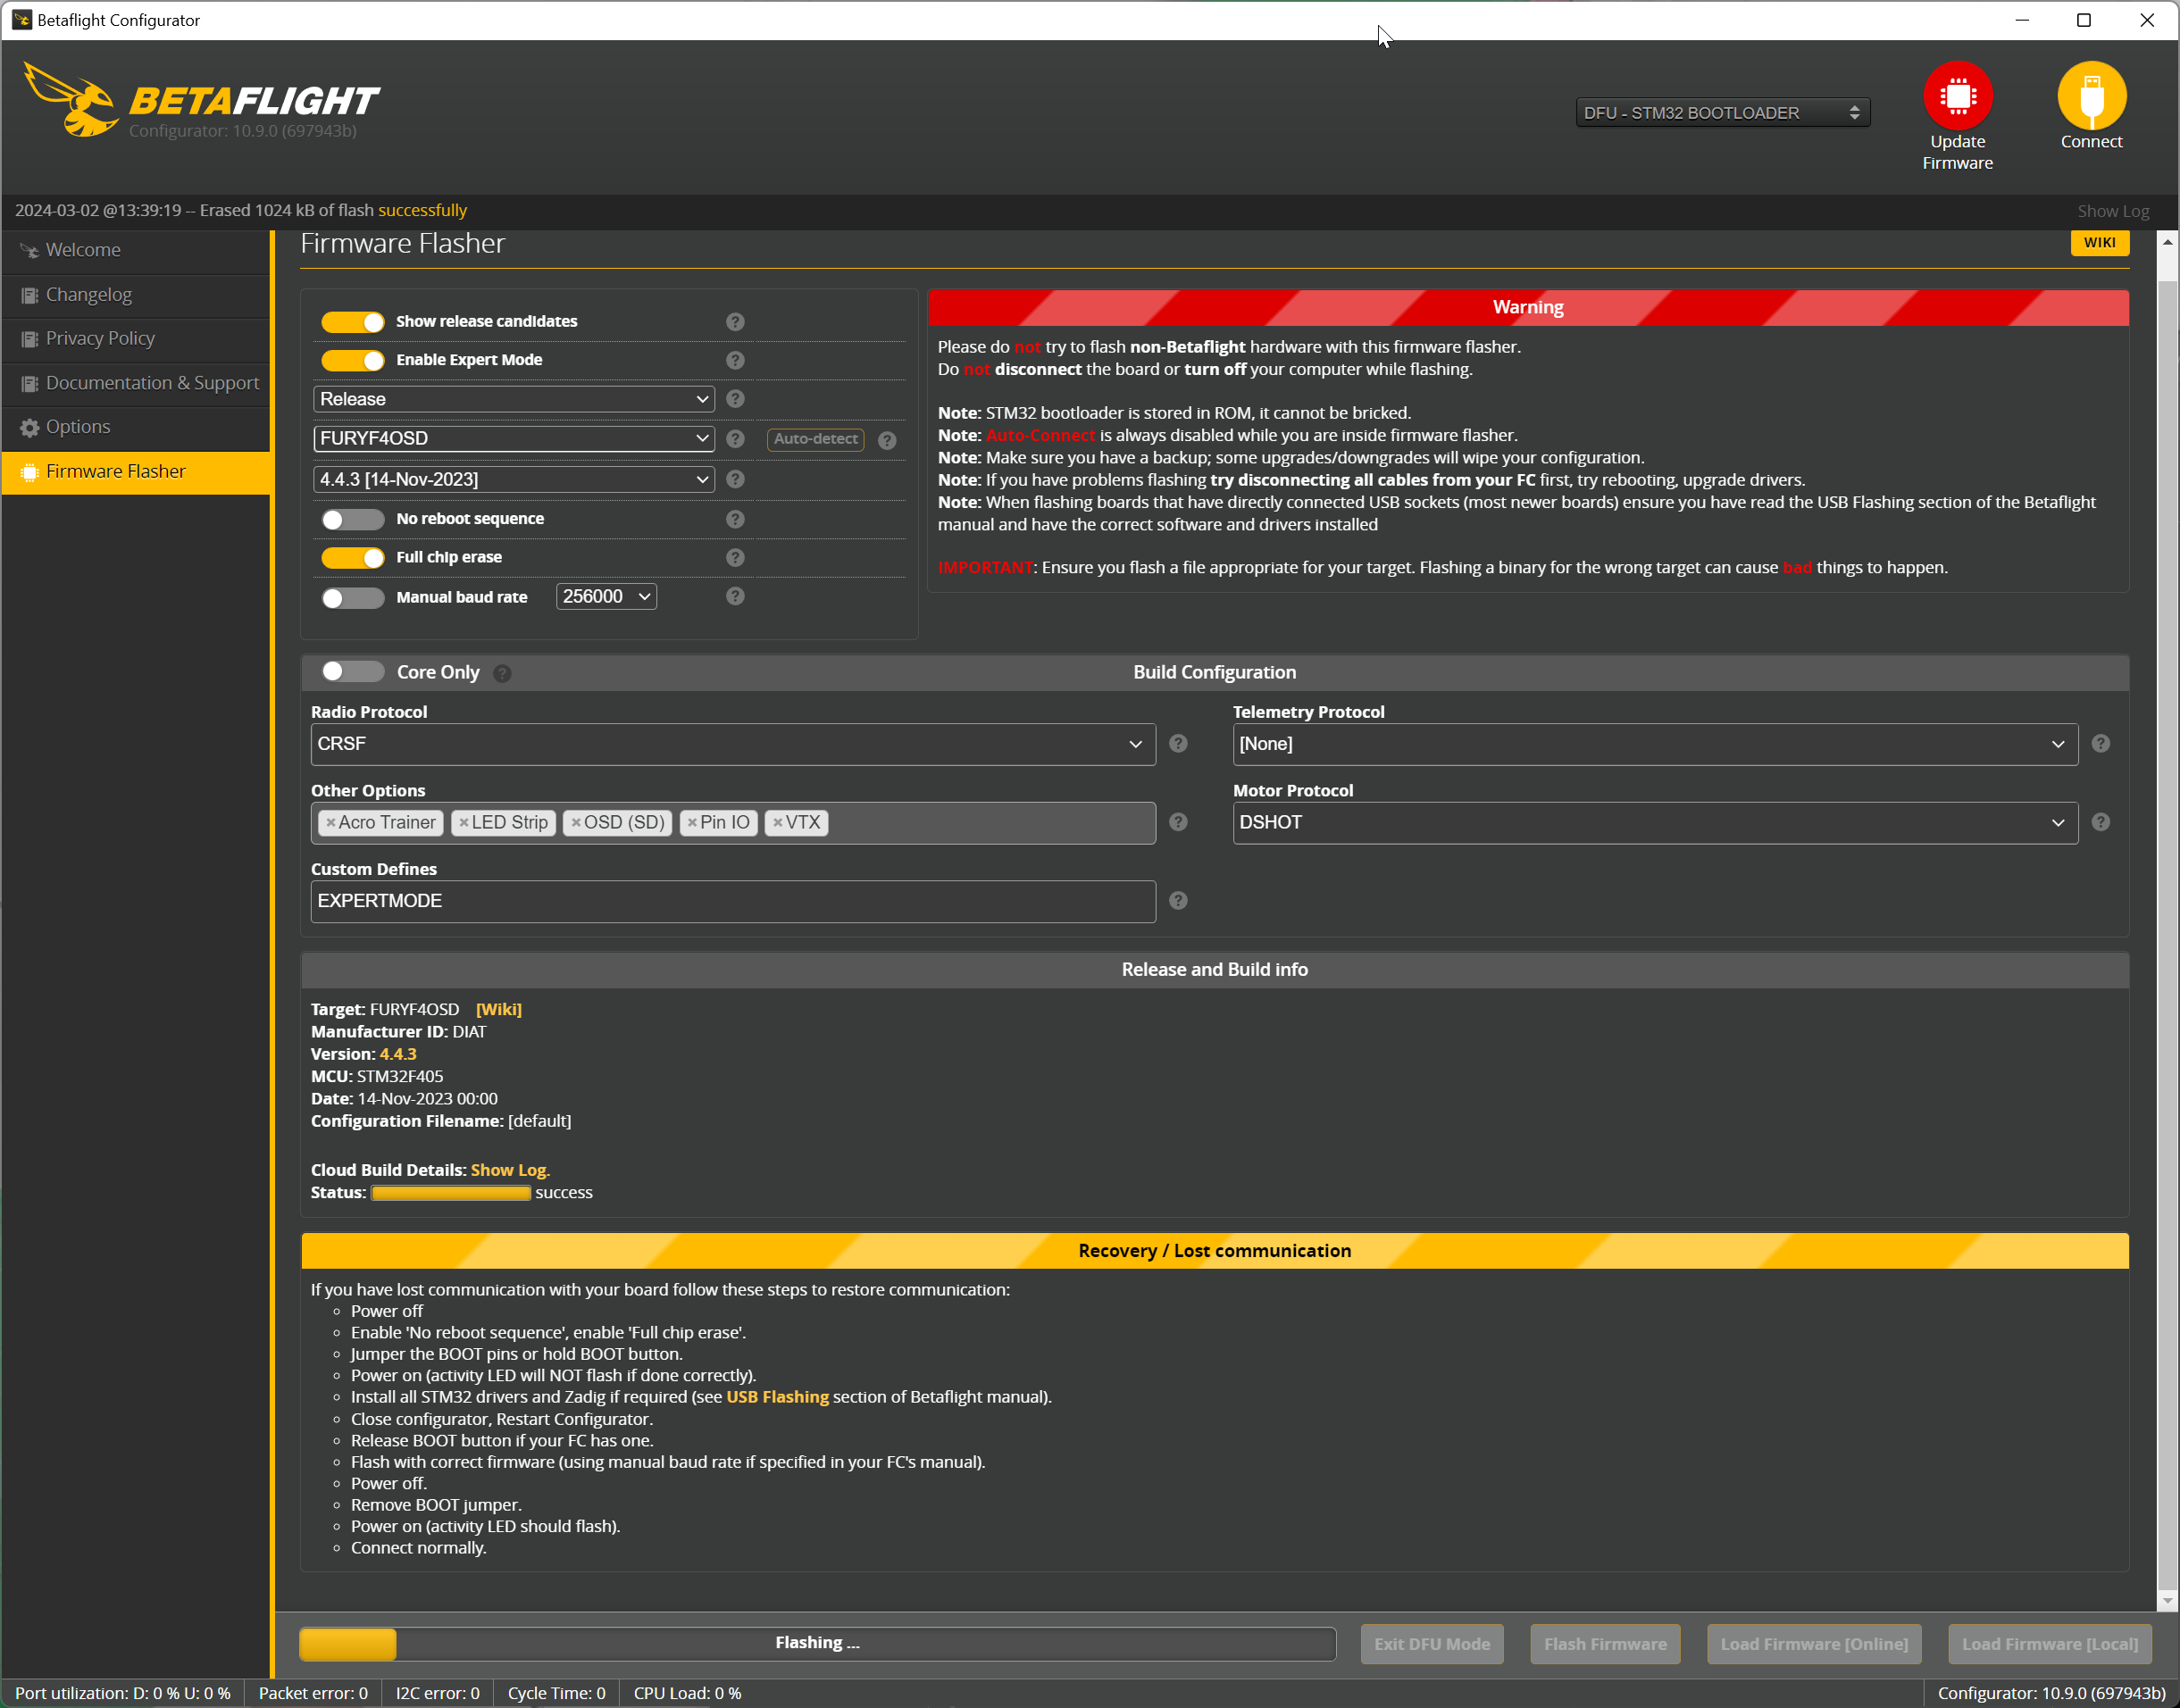 Betaflight Configurator
BETAFLIGHT
Configurator: 10.9.0 (697943b)
DFU - STM32 BOOTLOADER
Update
Firmware
Connect
2024-03-02 @13:39:19 -- Erased 1024 kB of flash successfully
Show Log
Welcome
Changelog
Privacy Policy
Documentation & Support
Options
Firmware Flasher
Firmware Flasher
WIKI
Show release candidates
Enable Expert Mode
Release
FURYF4OSD
Auto-detect
4.4.3 [14-Nov-2023]
No reboot sequence
Full chip erase
Manual baud rate
256000
Warning
Please do not try to flash non-Betaflight hardware with this firmware flasher.
Do not disconnect the board or turn off your computer while flashing.
Note: STM32 bootloader is stored in ROM, it cannot be bricked.
Note: Auto-Connect is always disabled while you are inside firmware flasher.
Note: Make sure you have a backup; some upgrades/downgrades will wipe your configuration.
Note: If you have problems flashing try disconnecting all cables from your FC first, try rebooting, upgrade drivers.
Note: When flashing boards that have directly connected USB sockets (most newer boards) ensure you have read the USB Flashing section of the Betaflight
manual and have the correct software and drivers installed
IMPORTANT: Ensure you flash a file appropriate for your target. Flashing a binary for the wrong target can cause bad things to happen.
Core Only
Build Configuration
Radio Protocol
CRSF
Telemetry Protocol
[None]
Other Options
×Acro Trainer ×LED Strip ×OSD (SD) ×Pin IO ×VTX
Motor Protocol
DSHOT
Custom Defines
EXPERTMODE
Release and Build info
Target: FURYF4OSD [Wiki]
Manufacturer ID: DIAT
Version: 4.4.3
MCU: STM32F405
Date: 14-Nov-2023 00:00
Configuration Filename: [default]
Cloud Build Details: Show Log.
Status: success
Recovery / Lost communication
If you have lost communication with your board follow these steps to restore communication:
Power off
Enable 'No reboot sequence', enable 'Full chip erase'.
Jumper the BOOT pins or hold BOOT button.
Power on (activity LED will NOT flash if done correctly).
Install all STM32 drivers and Zadig if required (see USB Flashing section of Betaflight manual).
Close configurator, Restart Configurator.
Release BOOT button if your FC has one.
Flash with correct firmware (using manual baud rate if specified in your FC's manual).
Power off.
Remove BOOT jumper.
Power on (activity LED should flash).
Connect normally.
Flashing ...
Exit DFU Mode
Flash Firmware
Load Firmware [Online]
Load Firmware [Local]
Port utilization: D: 0 % U: 0 %
Packet error: 0
I2C error: 0
Cycle Time: 0
CPU Load: 0 %
Configurator: 10.9.0 (697943b)